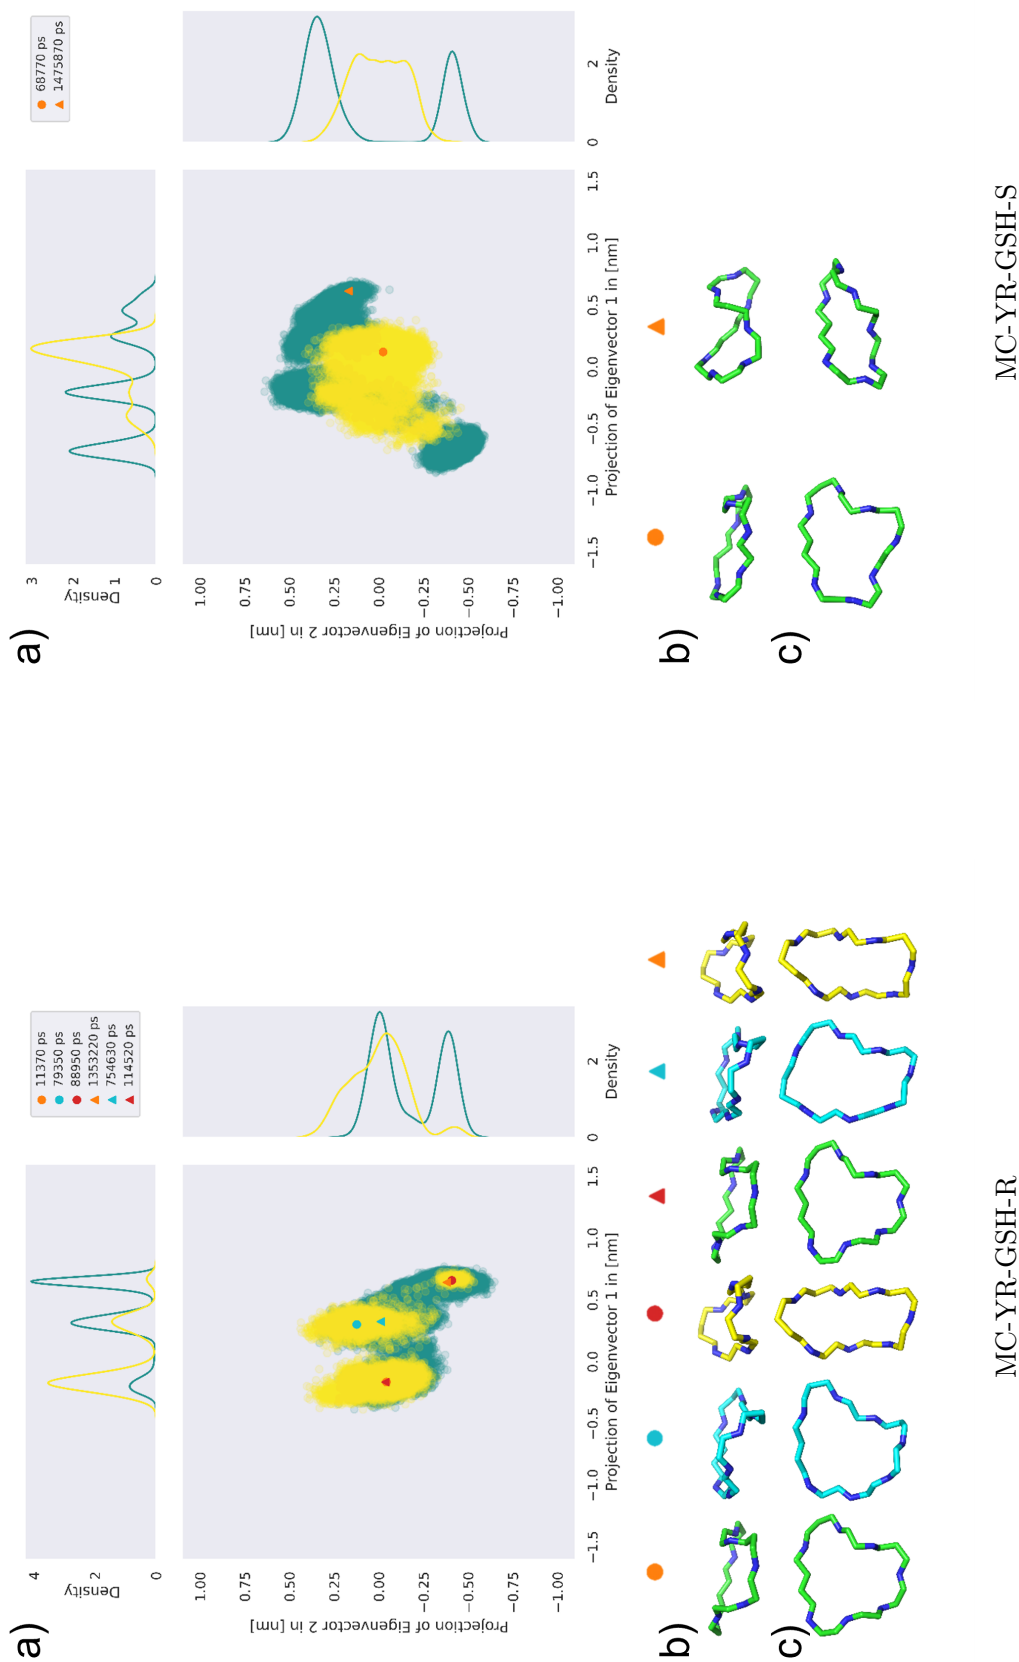 a)
11370 ps
79350 ps
88950 ps
1353220 ps
754630 ps
114520 ps
4
2
0
Density
1.00
0.75
0.50
0.25
0.00
−0.25
−0.50
−0.75
−1.00
Projection of Eigenvector 2 in [nm]
−1.5
−1.0
−0.5
0.0
0.5
1.0
1.5
Projection of Eigenvector 1 in [nm]
0
2
Density
b)
c)
MC-YR-GSH-R
a)
68770 ps
1475870 ps
3
2
1
0
Density
1.00
0.75
0.50
0.25
0.00
−0.25
−0.50
−0.75
−1.00
Projection of Eigenvector 2 in [nm]
−1.5
−1.0
−0.5
0.0
0.5
1.0
1.5
Projection of Eigenvector 1 in [nm]
0
2
Density
b)
c)
MC-YR-GSH-S